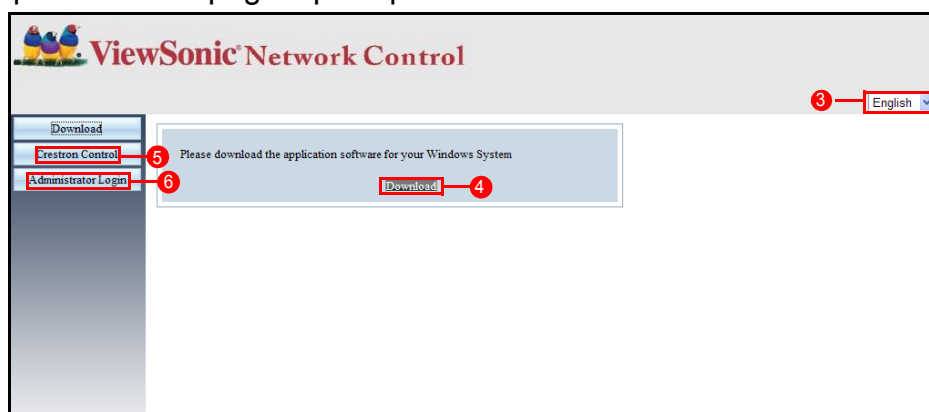 ViewSonic® Network Control
3
English
Download
Crestron Control
5
Administrator Login
6
Please download the application software for your Windows System
Download
4